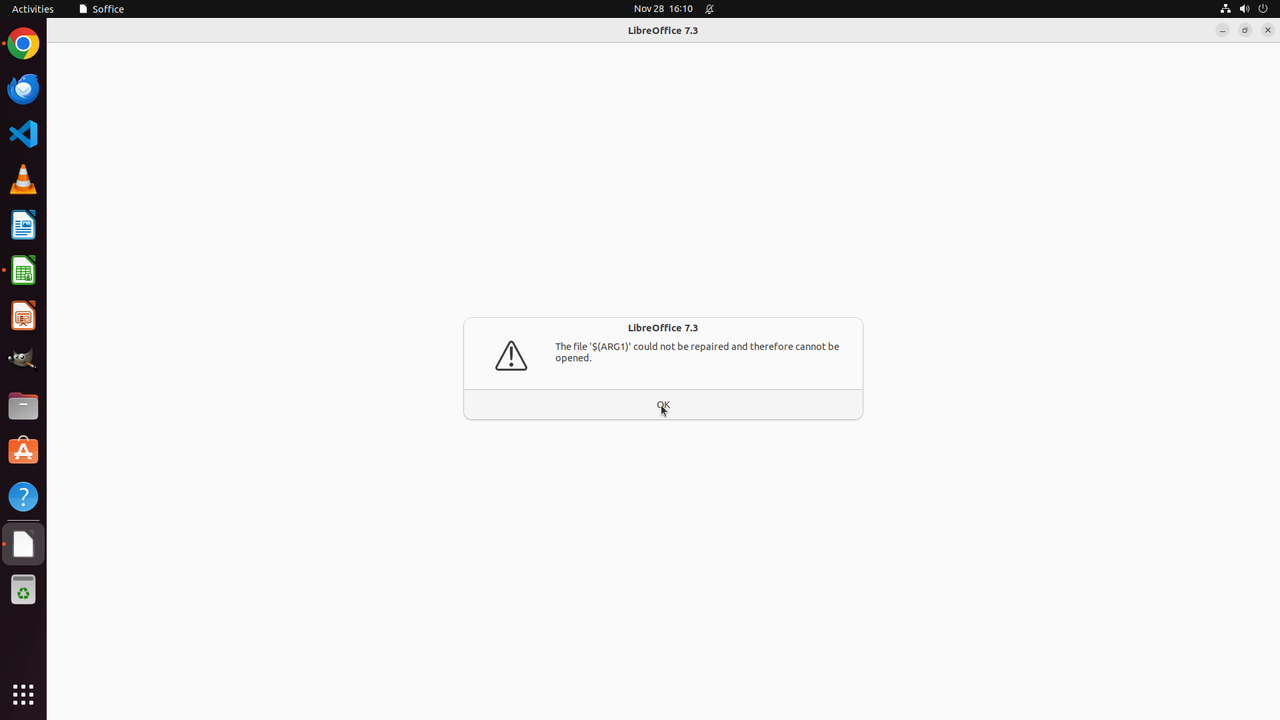 Activities
Soffice
Nov 28 16:10
LibreOffice 7.3
LibreOffice 7.3
The file '$(ARG1)' could not be repaired and therefore cannot be
opened.
OK